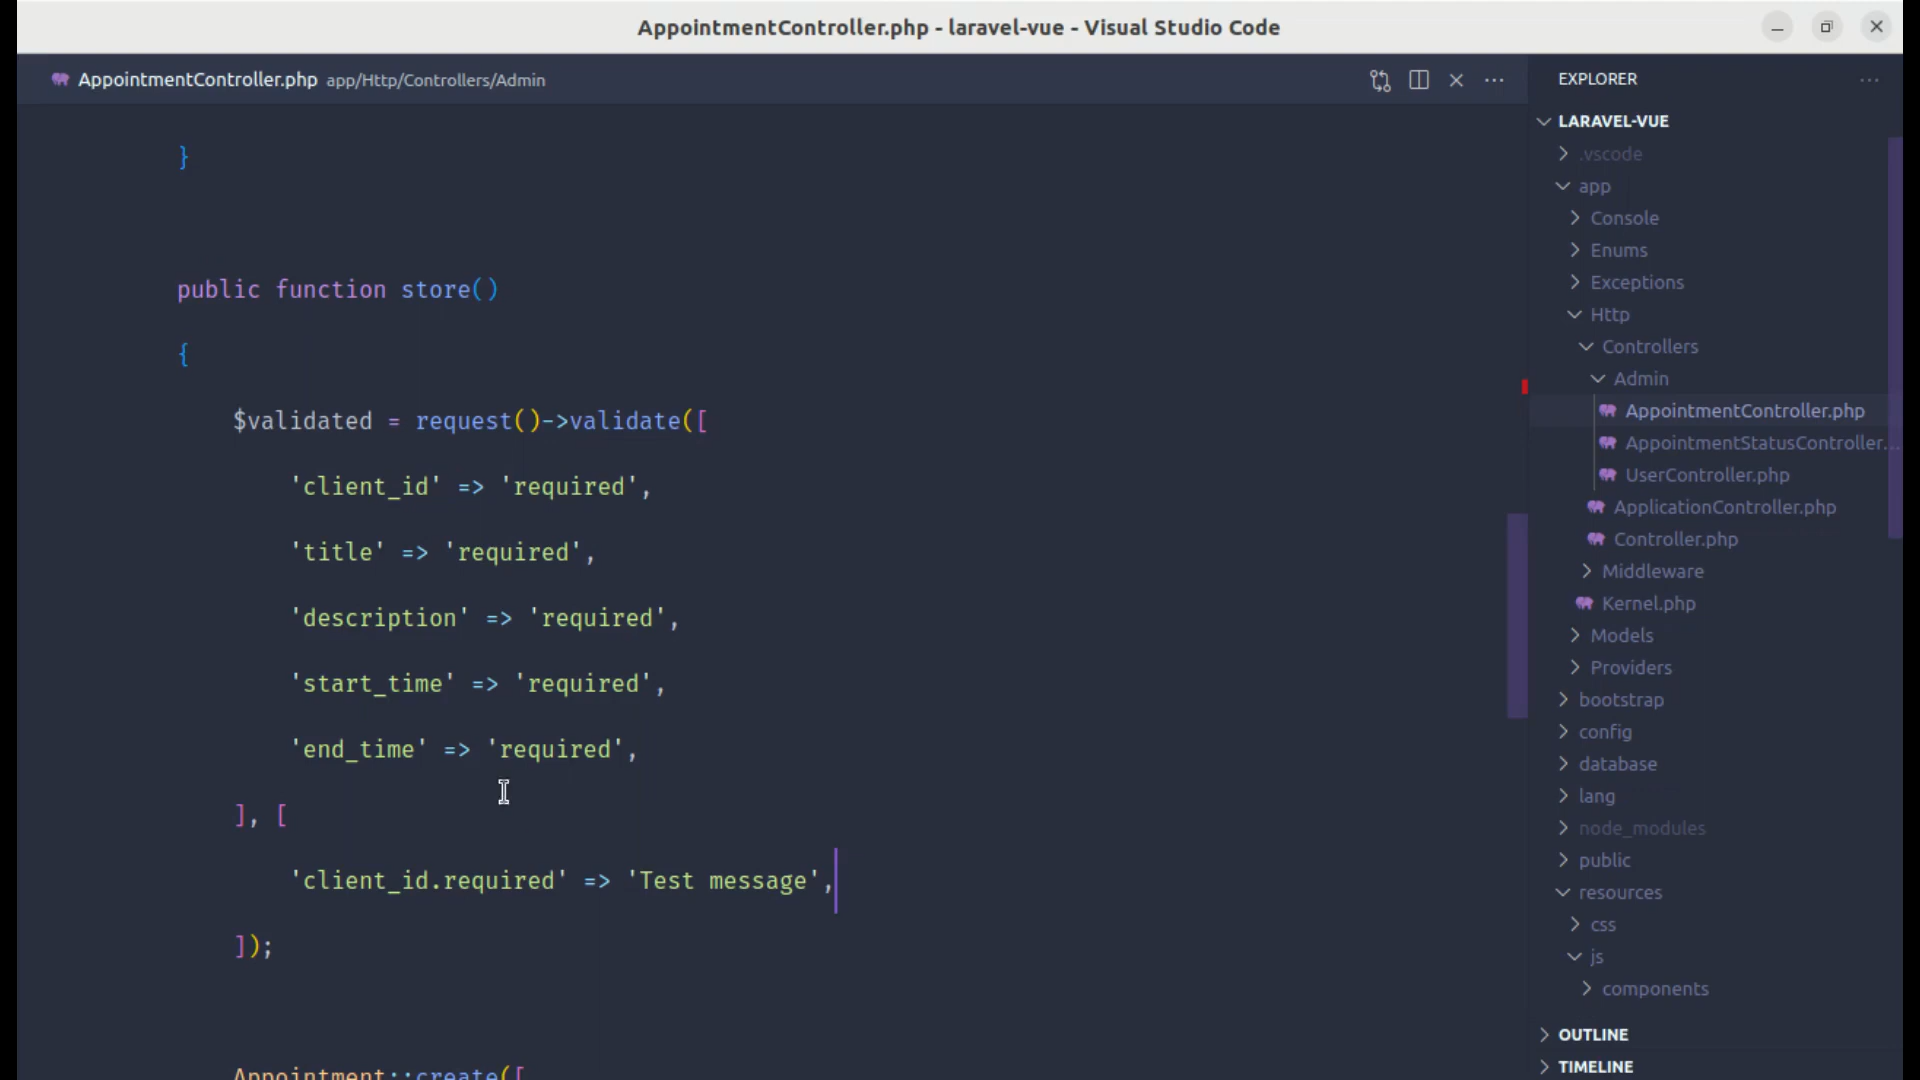 AppointmentController.php - laravel-vue - Visual Studio Code
AppointmentController.php app/Http/Controllers/Admin
}
public function store()
{
$validated = request()->validate([
'client_id' => 'required',
'title' => 'required',
'description' => 'required',
'start_time' => 'required',
'end_time' => 'required',
], [
'client_id.required' => 'Test message',
]);
Appointment::create([
EXPLORER
LARAVEL-VUE
.vscode
app
Console
Enums
Exceptions
Http
Controllers
Admin
AppointmentController.php
AppointmentStatusController...
UserController.php
ApplicationController.php
Controller.php
Middleware
Kernel.php
Models
Providers
bootstrap
config
database
lang
node_modules
public
resources
css
js
components
OUTLINE
TIMELINE